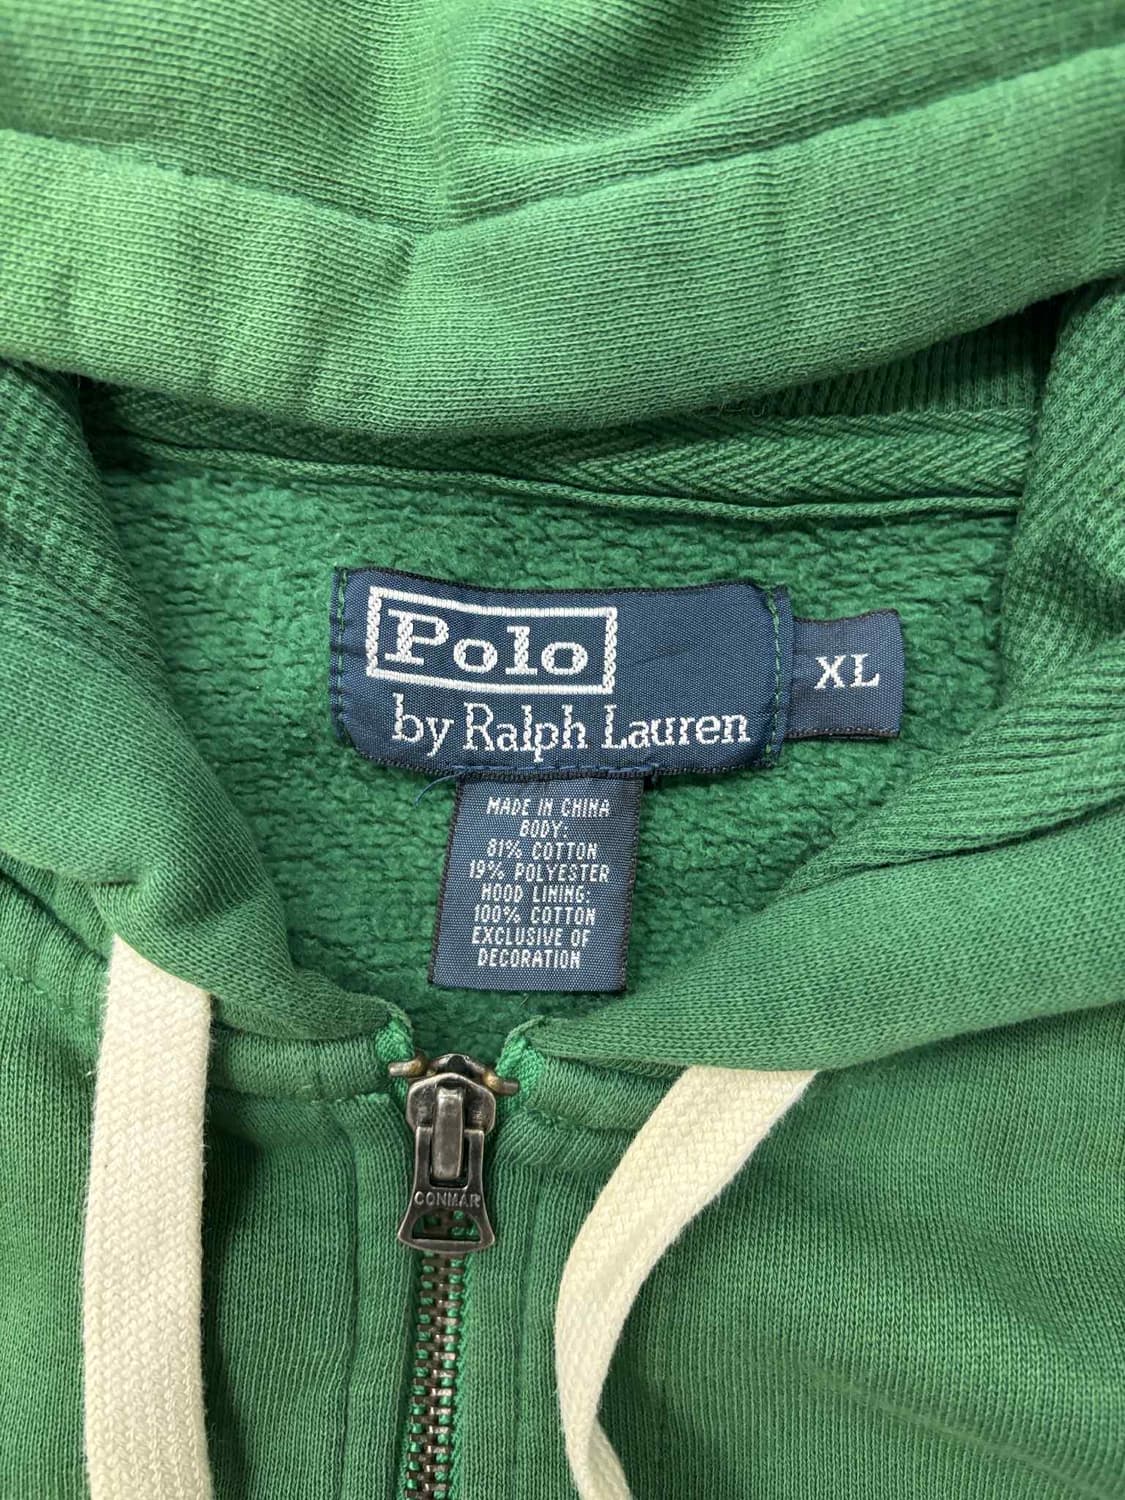 Polo
by Ralph Lauren
XL
MADE IN CHINA
BODY:
81% COTTON
19% POLYESTER
HOOD LINING:
100% COTTON
EXCLUSIVE OF
DECORATION
CONMAR